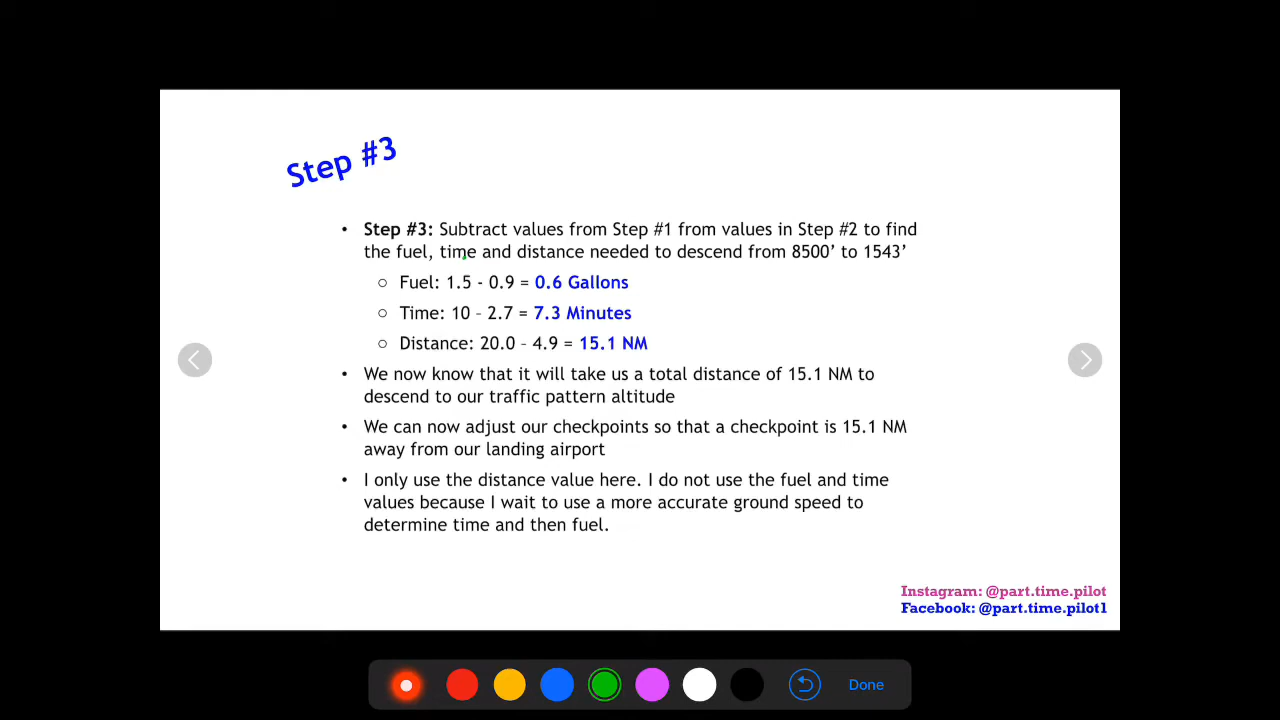 Step #3
• Step #3: Subtract values from Step #1 from values in Step #2 to find
the fuel, time and distance needed to descend from 8500’ to 1543’
○ Fuel: 1.5 - 0.9 = 0.6 Gallons
○ Time: 10 – 2.7 = 7.3 Minutes
○ Distance: 20.0 – 4.9 = 15.1 NM
• We now know that it will take us a total distance of 15.1 NM to
descend to our traffic pattern altitude
• We can now adjust our checkpoints so that a checkpoint is 15.1 NM
away from our landing airport
• I only use the distance value here. I do not use the fuel and time
values because I wait to use a more accurate ground speed to
determine time and then fuel.
Instagram: @part.time.pilot
Facebook: @part.time.pilot1
Done